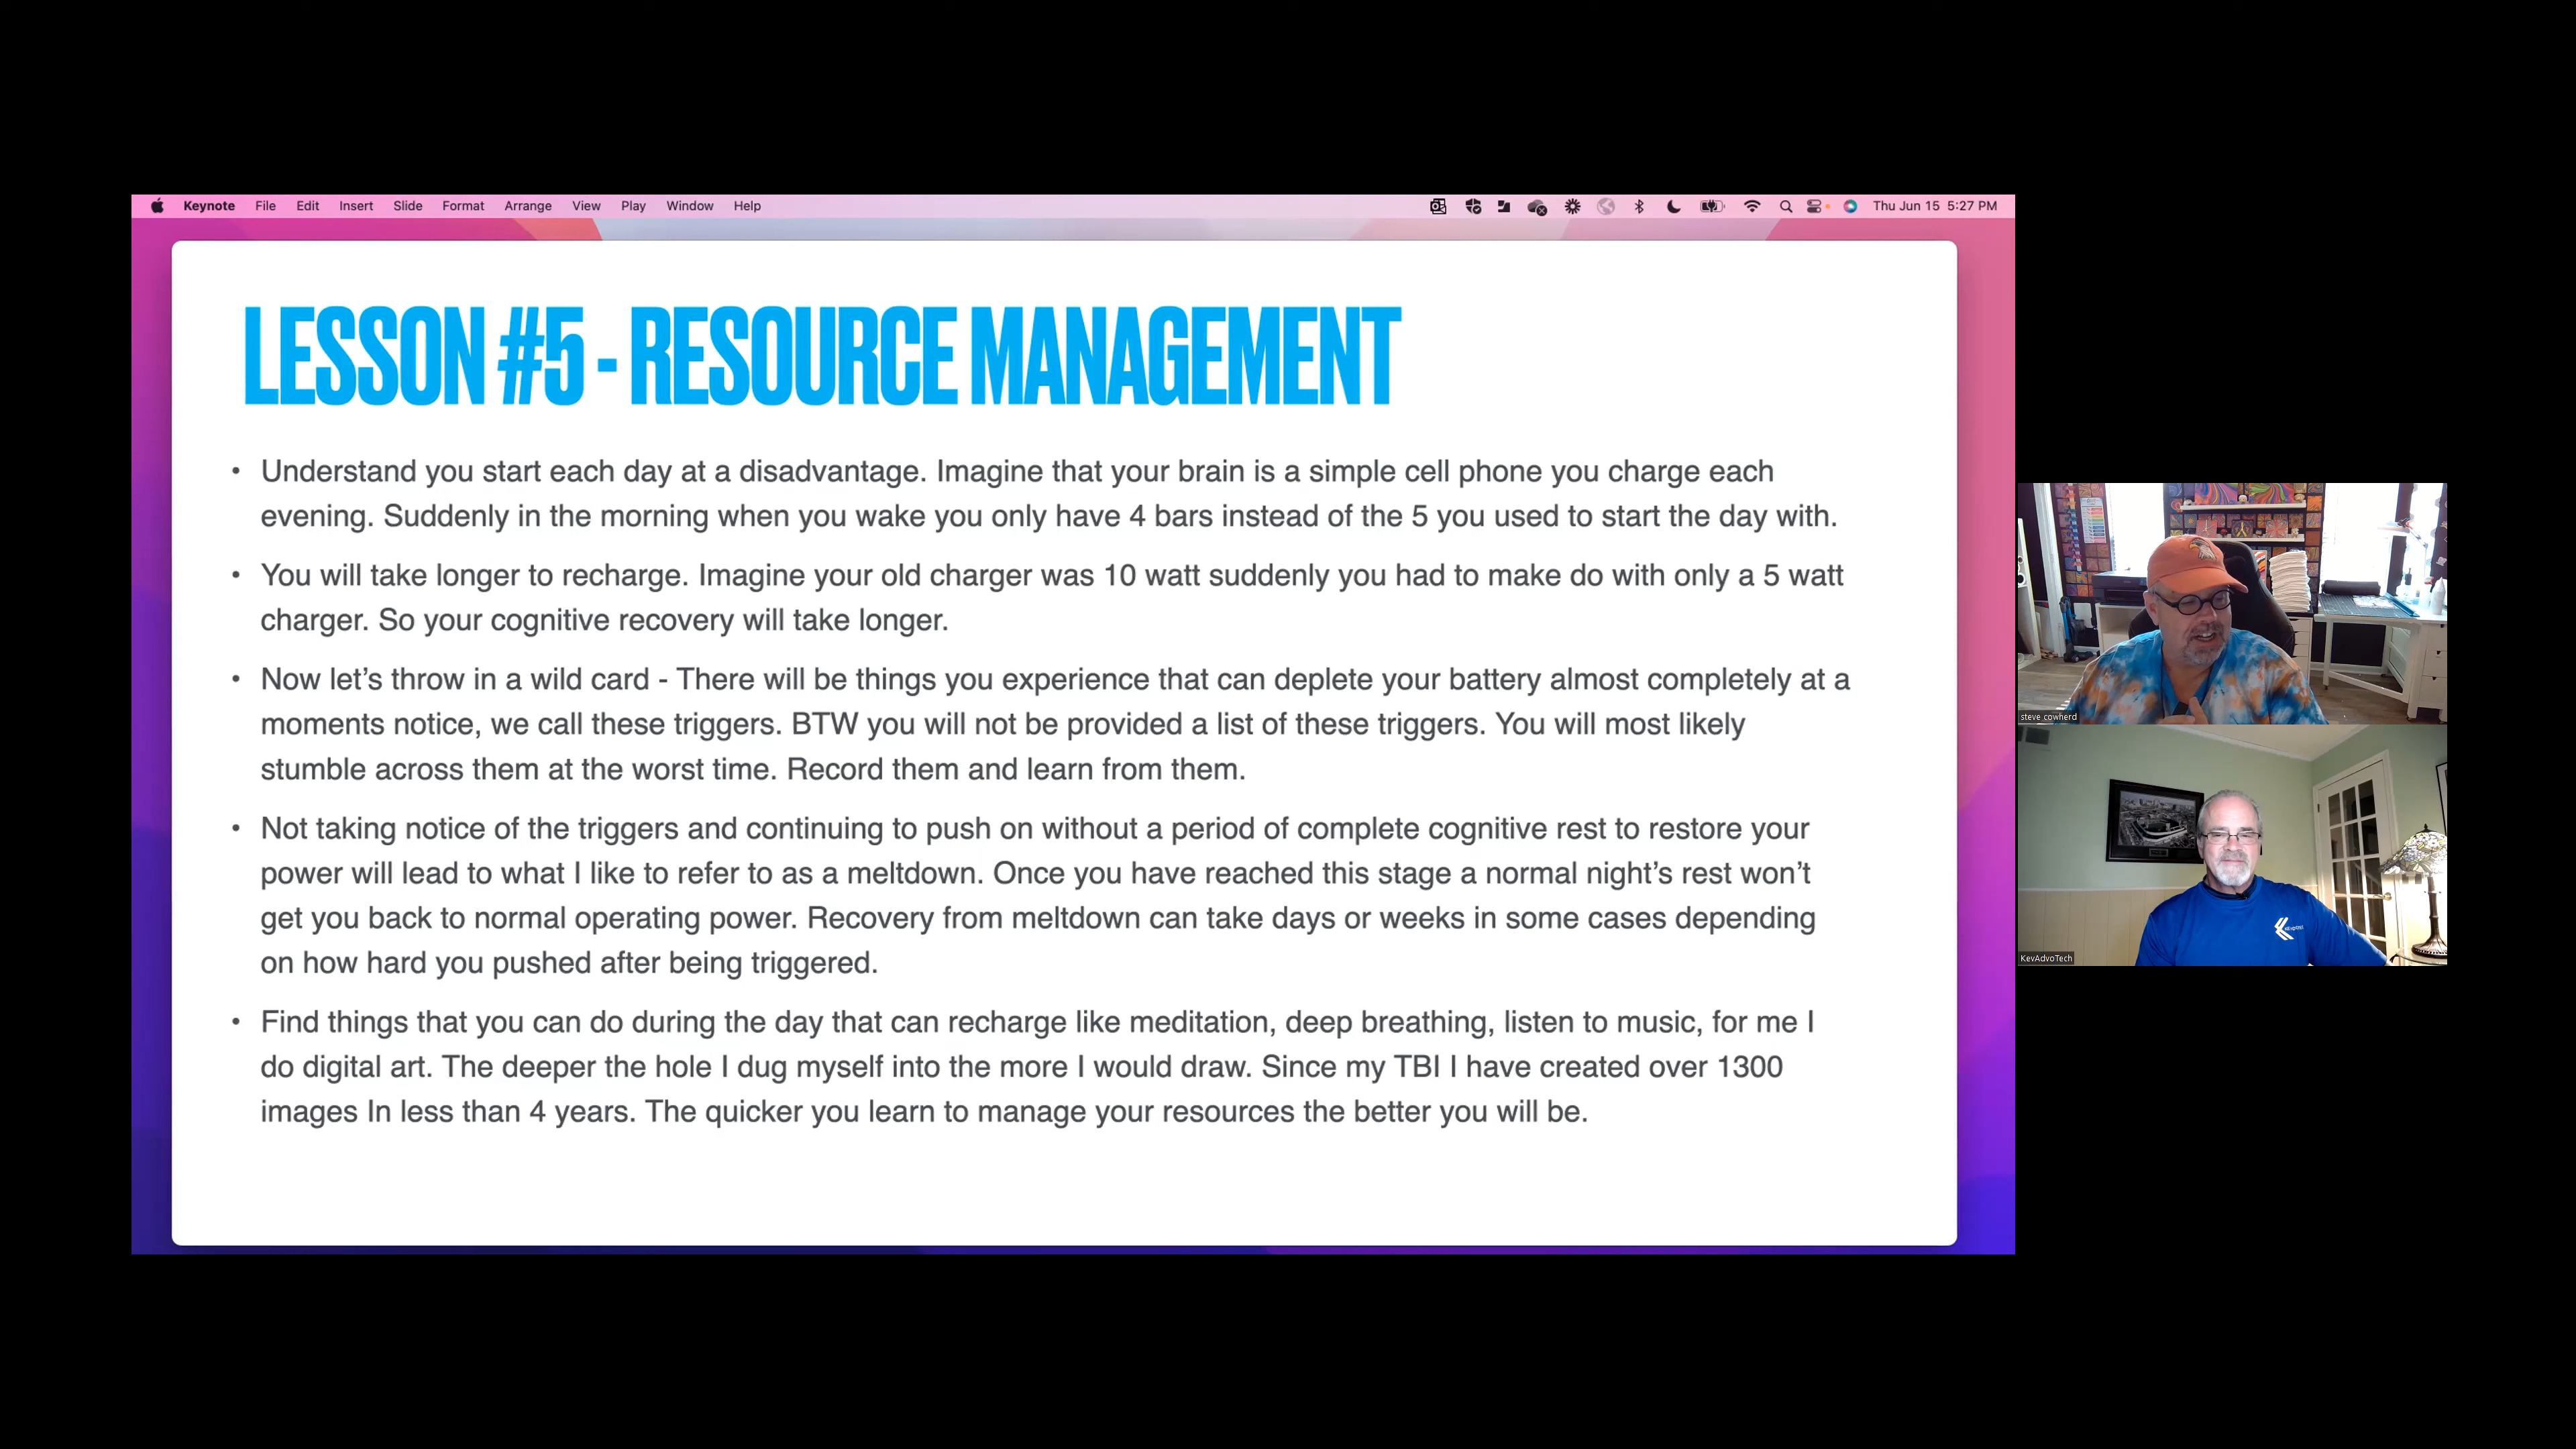 Keynote File Edit Insert Slide Format Arrange View Play Window Help
Thu Jun 15 5:27 PM
LESSON #5 - RESOURCE MANAGEMENT
• Understand you start each day at a disadvantage. Imagine that your brain is a simple cell phone you charge each
evening. Suddenly in the morning when you wake you only have 4 bars instead of the 5 you used to start the day with.
• You will take longer to recharge. Imagine your old charger was 10 watt suddenly you had to make do with only a 5 watt
charger. So your cognitive recovery will take longer.
• Now let’s throw in a wild card - There will be things you experience that can deplete your battery almost completely at a
moments notice, we call these triggers. BTW you will not be provided a list of these triggers. You will most likely
stumble across them at the worst time. Record them and learn from them.
• Not taking notice of the triggers and continuing to push on without a period of complete cognitive rest to restore your
power will lead to what I like to refer to as a meltdown. Once you have reached this stage a normal night’s rest won’t
get you back to normal operating power. Recovery from meltdown can take days or weeks in some cases depending
on how hard you pushed after being triggered.
• Find things that you can do during the day that can recharge like meditation, deep breathing, listen to music, for me I
do digital art. The deeper the hole I dug myself into the more I would draw. Since my TBI I have created over 1300
images In less than 4 years. The quicker you learn to manage your resources the better you will be.
steve cowherd
KevAdvoTech